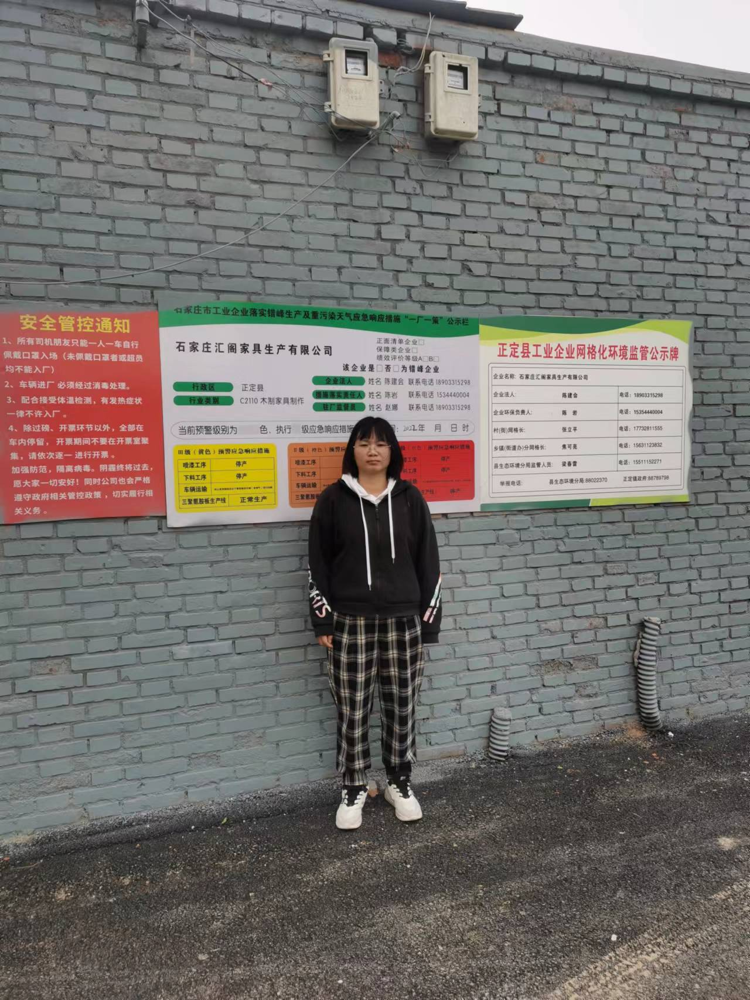 安全管控通知
1、所有司机朋友只能一人一车自行
佩戴口罩入场（未佩戴口罩者或超员
均不能入厂）
2、车辆进厂 必须经过消毒处理。
3、配合接受体温检测，有发热症状
一律不许入厂 。
4、除过磅、开票环节以外，全部在
车内停留， 开票期间不要在开票室聚
集，请依次逐一 进行开票 。
加强防范，隔离病毒。阴霾终将过去，
愿大家一切安好！同时公司也会严格
遵守政府相关管控政策 ，切实履行相
关义务 。
石家庄市工业企业落实错峰生产及重污染天气应急响应措施“一厂一策”公示栏
石家庄汇阁家具生产有限公司
正面清单企业□
保障类企业□
绩效评价等级A□B□
该企业是□否□为错峰企业
行政区 正定县
行业类别 C2110 木制家具制作
企业法人 姓名 陈建会 联系电话 18903315298
措施落实责任人 姓名 陈岩 联系电话 15344440004
驻厂监督员 姓名 赵娜 联系电话 18903315298
当前预警级别为 色，执行 级应急响应措施 间：2022年 月 日 时
III级（黄色）预警应急响应措施
喷漆工序 停产
下料工序 停产
车辆运输
三聚氰胺板生产线 正常生产
II级（橙色）预警应
喷漆工序
下料工序
车辆运输
三聚氰胺
预警应急响应措施
工序 停产
工序 停产
运输
板生产线 停产
正定县工业企业网格化环境监管公示牌
企业名称: 石家庄汇阁家具生产有限公司
企业法人: 陈建会 电话: 18903315298
企业环保负责人: 陈 岩 电话: 15354440004
村(街)网格长: 张立平 电话: 17732811555
乡镇(街道办)分网格长: 焦可亮 电话: 15631123832
县生态环境分局监管人员: 梁春雷 电话: 15511152271
举报电话: 县生态环境分局:88022370 正定镇政府:88789798
ORTS